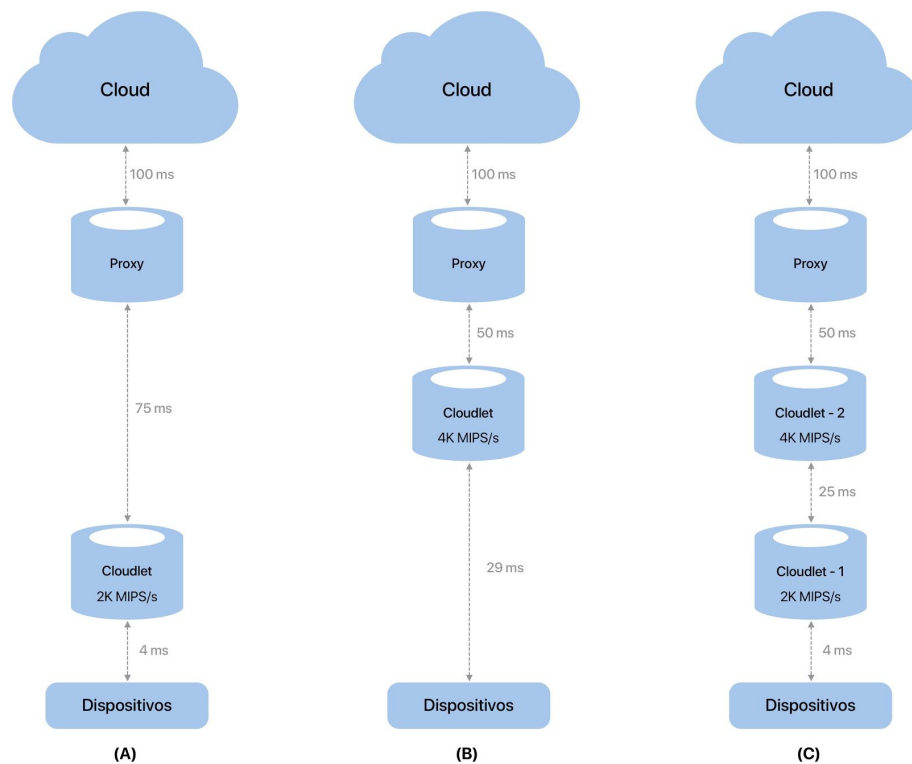 Cloud
100 ms
Proxy
75 ms
Cloudlet
2K MIPS/s
4 ms
Dispositivos
(A)
Cloud
100 ms
Proxy
50 ms
Cloudlet
4K MIPS/s
29 ms
Dispositivos
(B)
Cloud
100 ms
Proxy
50 ms
Cloudlet - 2
4K MIPS/s
25 ms
Cloudlet - 1
2K MIPS/s
4 ms
Dispositivos
(C)